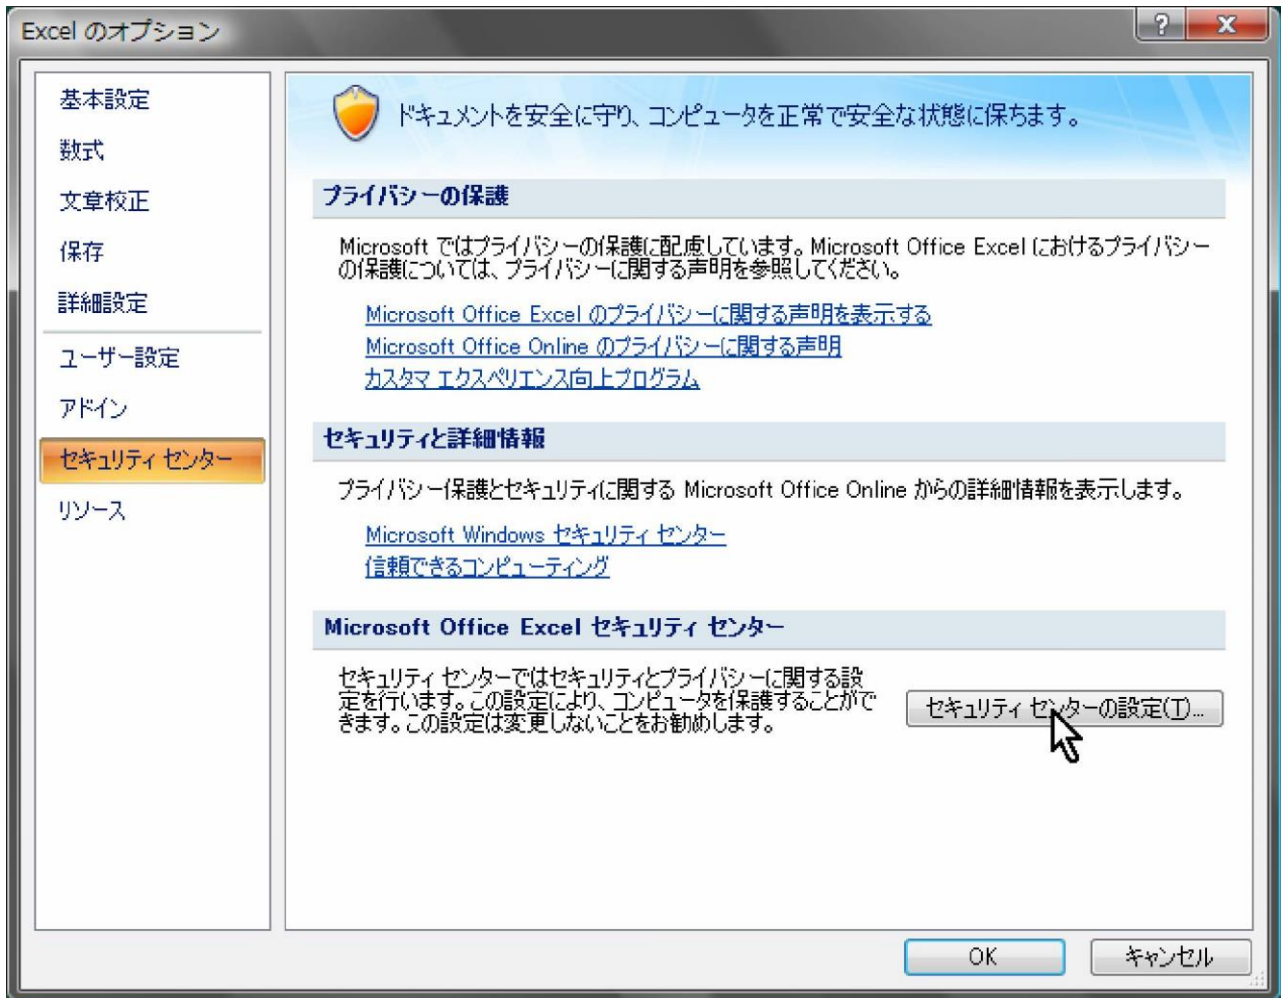 Excel のオプション
?
X
基本設定
数式
文章校正
保存
詳細設定
ユーザー設定
アドイン
セキュリティ センター
リソース
ドキュメントを安全に守り、コンピュータを正常で安全な状態に保ちます。
プライバシーの保護
Microsoft ではプライバシーの保護に配慮しています。Microsoft Office Excel におけるプライバシー
の保護については、プライバシーに関する声明を参照してください。
Microsoft Office Excel のプライバシーに関する声明を表示する
Microsoft Office Online のプライバシーに関する声明
カスタマ エクスペリエンス向上プログラム
セキュリティと詳細情報
プライバシー保護とセキュリティに関する Microsoft Office Online からの詳細情報を表示します。
Microsoft Windows セキュリティ センター
信頼できるコンピューティング
Microsoft Office Excel セキュリティ センター
セキュリティ センターではセキュリティとプライバシーに関する設
定を行います。この設定により、コンピュータを保護することがで
きます。この設定は変更しないことをお勧めします。
セキュリティ センターの設定(T)...
OK
キャンセル